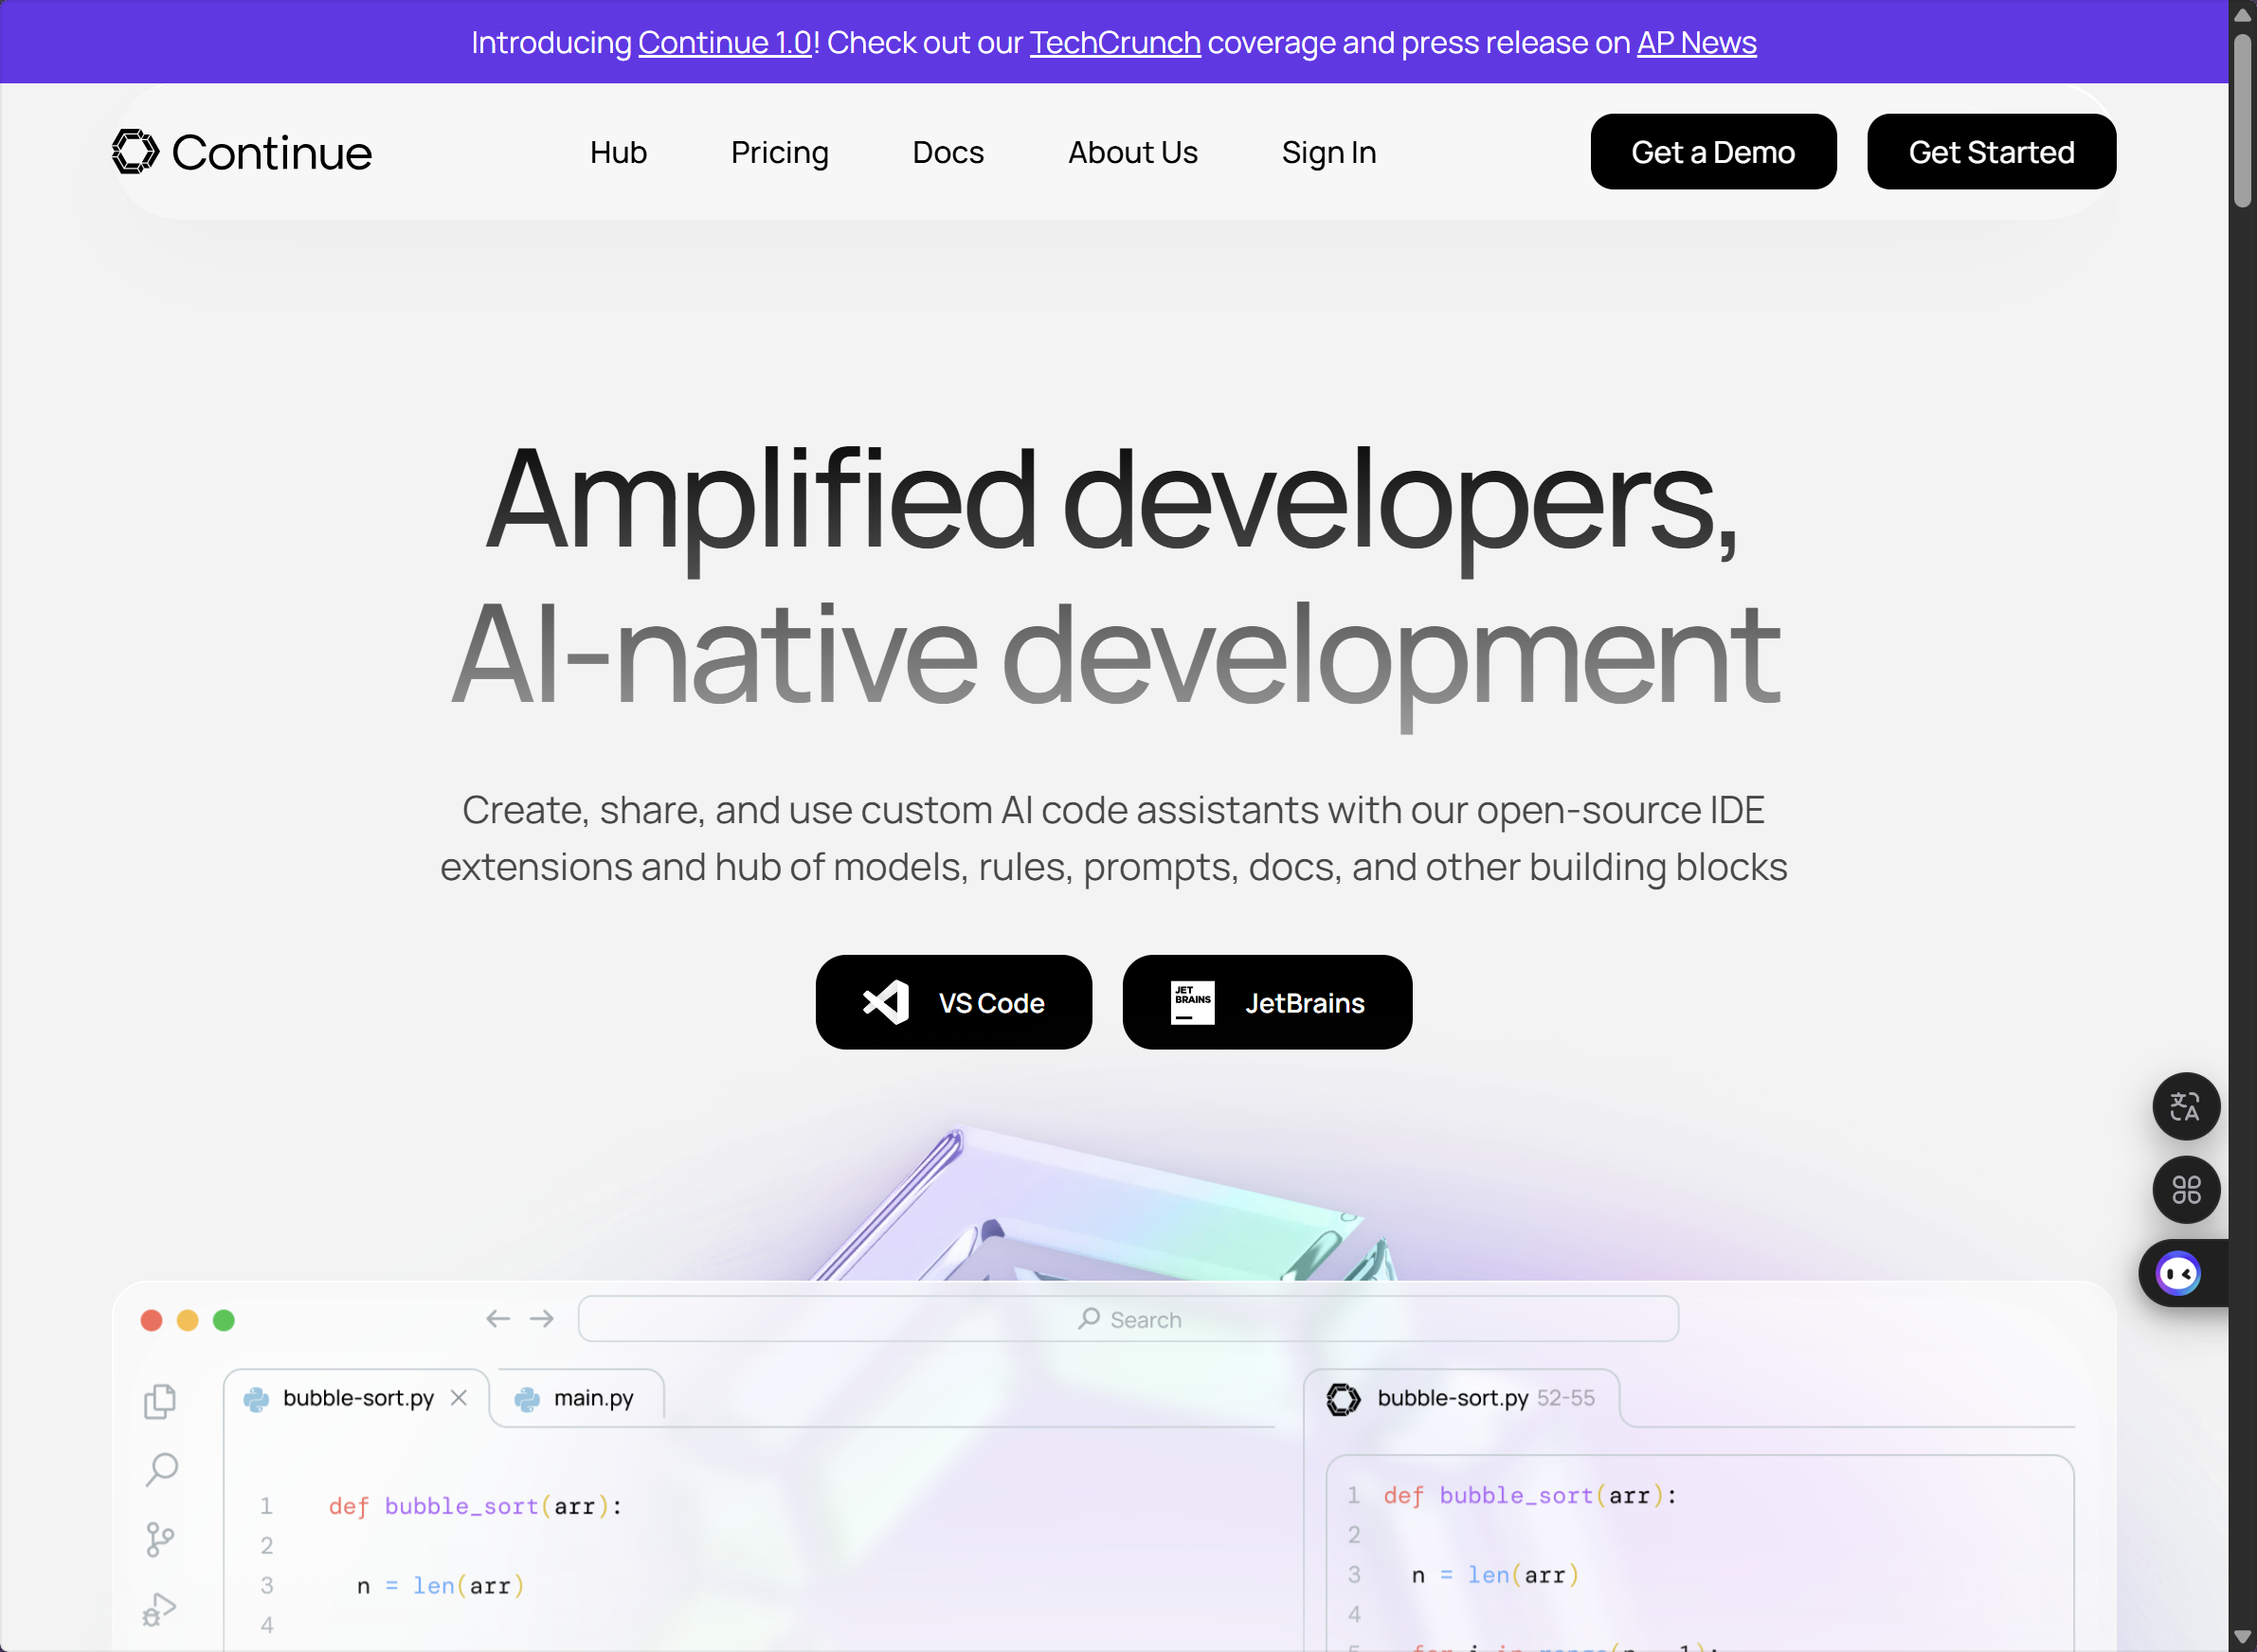 Introducing Continue 1.0! Check out our TechCrunch coverage and press release on AP News
Continue
Hub
Pricing
Docs
About Us
Sign In
Get a Demo
Get Started
Amplified developers,
AI-native development
Create, share, and use custom AI code assistants with our open-source IDE
extensions and hub of models, rules, prompts, docs, and other building blocks
VS Code
JET
BRAINS
JetBrains
Search
bubble-sort.py
main.py
1 def bubble_sort(arr):
2
3 n = len(arr)
4
bubble-sort.py 52-55
1 def bubble_sort(arr):
2
3 n = len(arr)
4